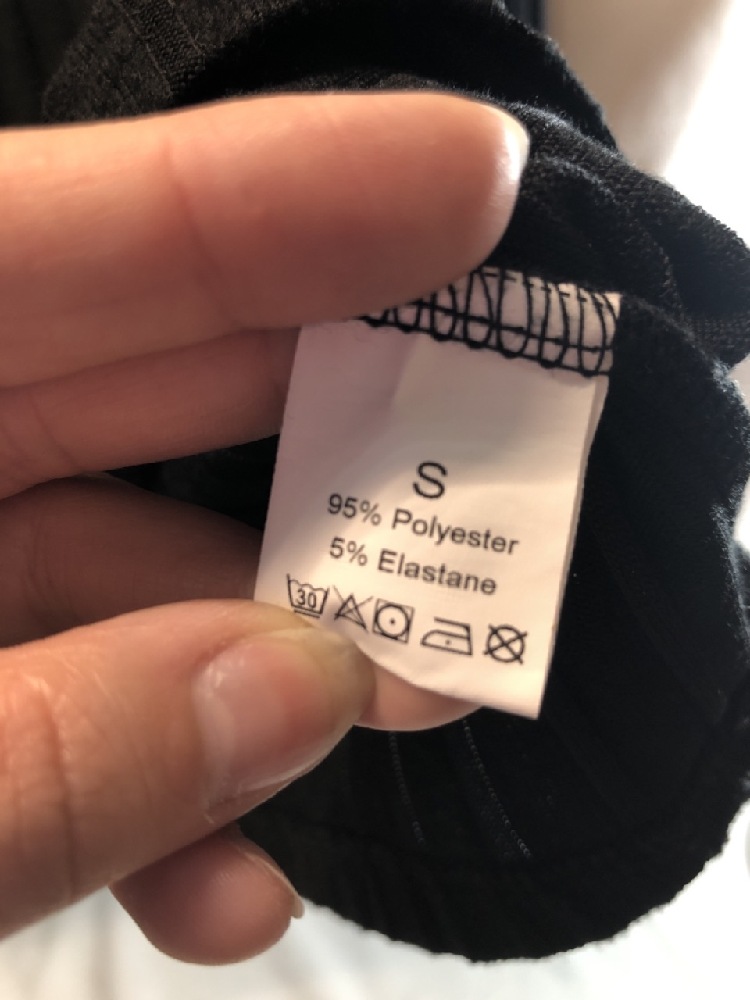 S
95% Polyester
5% Elastane
30